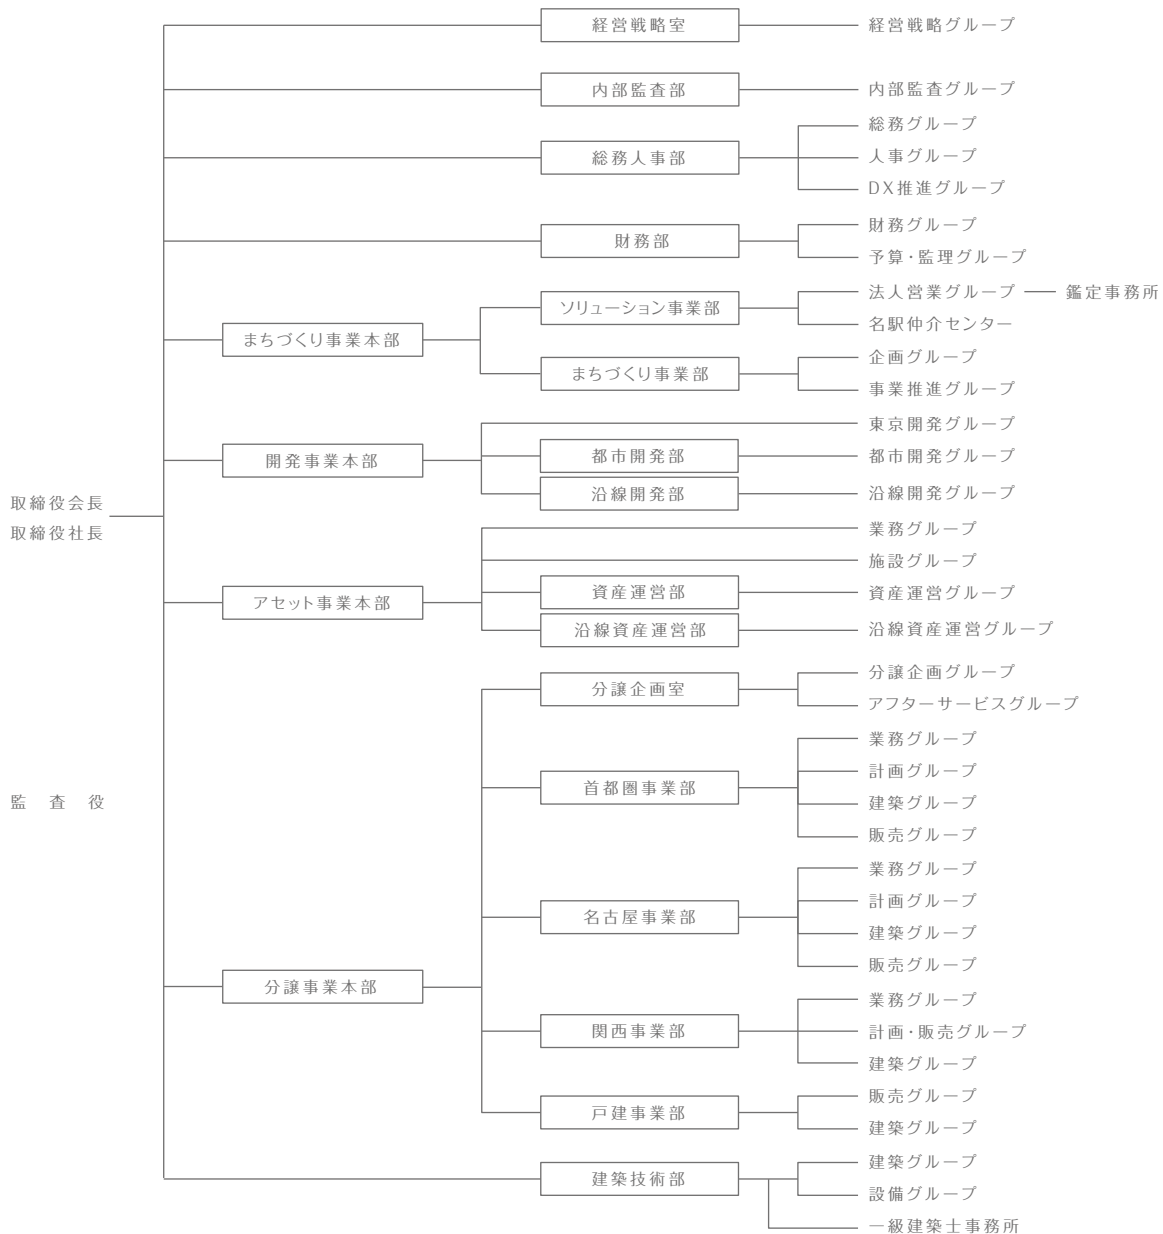 経営戦略室
経営戦略グループ
内部監査部
内部監査グループ
総務人事部
総務グループ
人事グループ
DX推進グループ
財務部
財務グループ
予算・監理グループ
まちづくり事業本部
ソリューション事業部
法人営業グループ
鑑定事務所
名駅仲介センター
まちづくり事業部
企画グループ
事業推進グループ
開発事業本部
東京開発グループ
都市開発部
都市開発グループ
沿線開発部
沿線開発グループ
取締役会長
取締役社長
アセット事業本部
業務グループ
施設グループ
資産運営部
資産運営グループ
沿線資産運営部
沿線資産運営グループ
監査役
分譲事業本部
分譲企画室
分譲企画グループ
アフターサービスグループ
首都圏事業部
業務グループ
計画グループ
建築グループ
販売グループ
名古屋事業部
業務グループ
計画グループ
建築グループ
販売グループ
関西事業部
業務グループ
計画・販売グループ
建築グループ
戸建事業部
販売グループ
建築グループ
建築技術部
建築グループ
設備グループ
一級建築士事務所